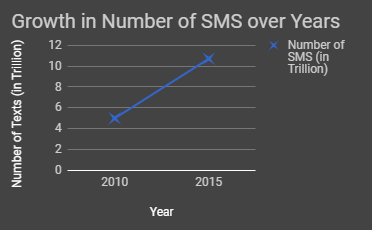 Growth in Number of SMS over Years
Number of Texts (in Trillion)
12
10
8
6
4
2
0
2010 2015
Year
Number of
SMS (in
Trillion)